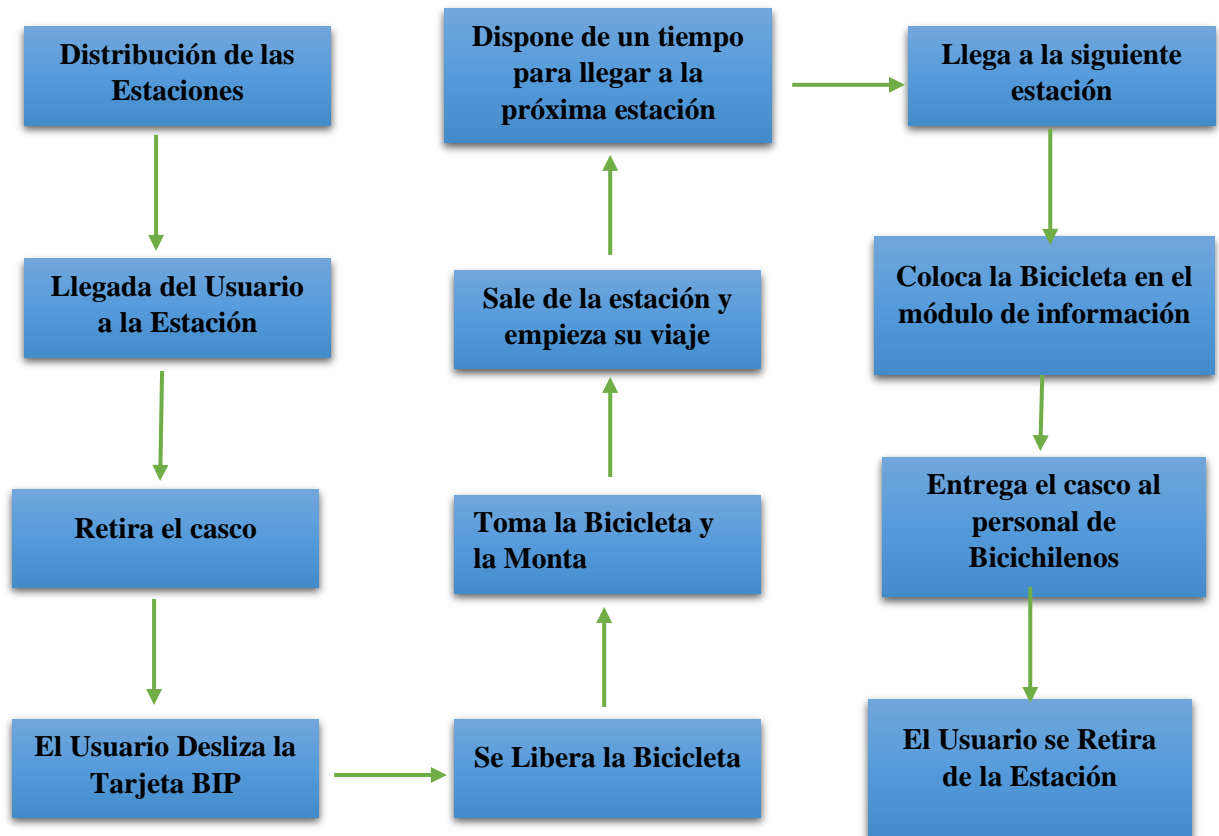 Distribución de las
Estaciones
Llegada del Usuario
a la Estación
Retira el casco
El Usuario Desliza la
Tarjeta BIP
Se Libera la Bicicleta
Toma la Bicicleta y
la Monta
Sale de la estación y
empieza su viaje
Dispone de un tiempo
para llegar a la
próxima estación
Llega a la siguiente
estación
Coloca la Bicicleta en el
módulo de información
Entrega el casco al
personal de
Bicichilenos
El Usuario se Retira
de la Estación